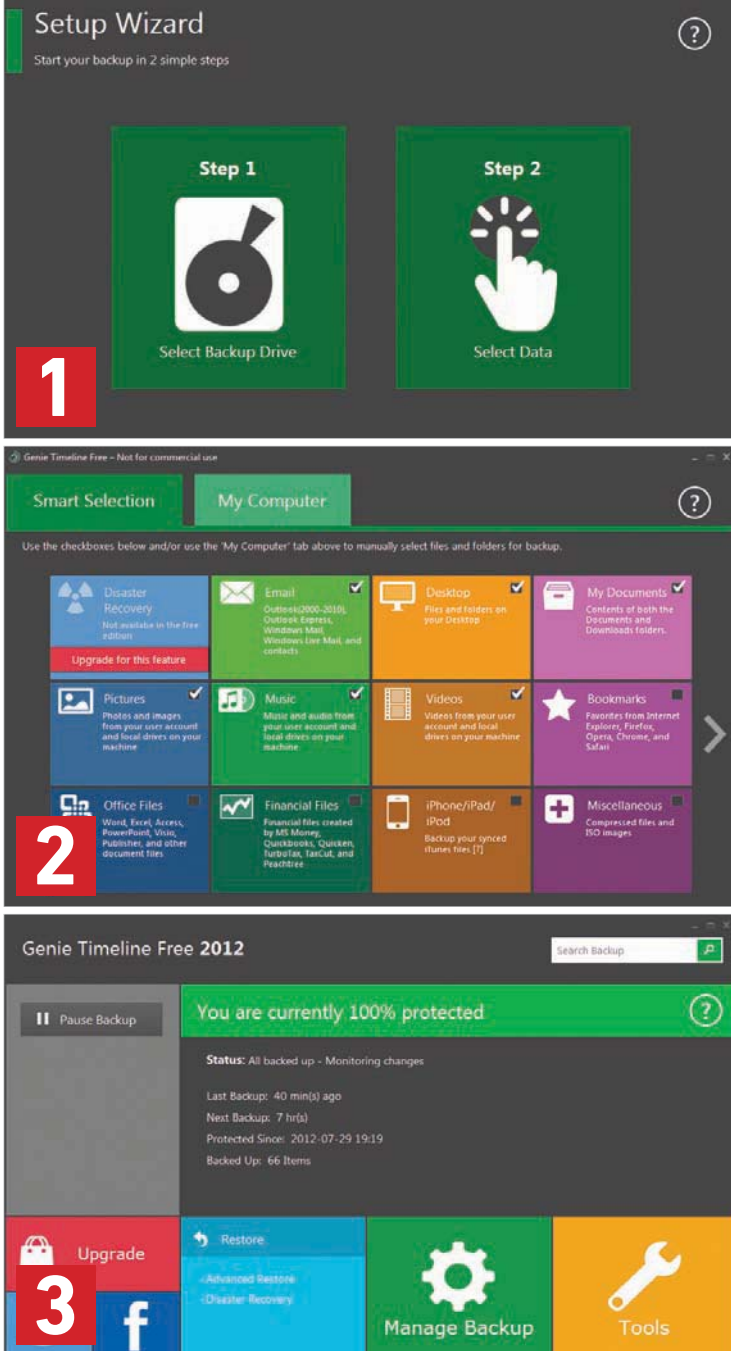 Setup Wizard
Start your backup in 2 simple steps
?
Step 1
Step 2
Select Backup Drive
Select Data
1
Genie Timeline Free – Not for commercial use
Smart Selection
My Computer
?
Use the checkboxes below and/or use the 'My Computer' tab above to manually select files and folders for backup.
Disaster
Recovery
Not availabe in the free
edition
Upgrade for this feature
Email
Outlook(2000-2010),
Outlook Express,
Windows Mail,
Windows Live Mail, and
contacts
Desktop
Files and folders on
your Desktop
My Documents
Contents of both the
Documents and
Downloads folders.
Pictures
Photos and images
from your user account
and local drives on your
machine
Music
Music and audio from
your user account and
local drives on your
machine
Videos
Videos from your user
account and local
drives on your machine
Bookmarks
Favorites from Internet
Explorer, Firefox,
Opera, Chrome, and
Safari
Office Files
Word, Excel, Access,
PowerPoint, Visio,
Publisher, and other
document files
Financial Files
Financial files created
by MS Money,
Quickbooks, Quicken,
TurboTax, TaxCut, and
Peachtree
iPhone/iPad/
iPod
Backup your synced
iTunes files [?]
Miscellaneous
Compressed files and
ISO images
2
Genie Timeline Free 2012
Search Backup
Pause Backup
You are currently 100% protected
?
Status: All backed up - Monitoring changes
Last Backup: 40 min(s) ago
Next Backup: 7 hr(s)
Protected Since: 2012-07-29 19:19
Backed Up: 66 Items
Upgrade
Restore
Advanced Restore
Disaster Recovery
Manage Backup
Tools
3
f